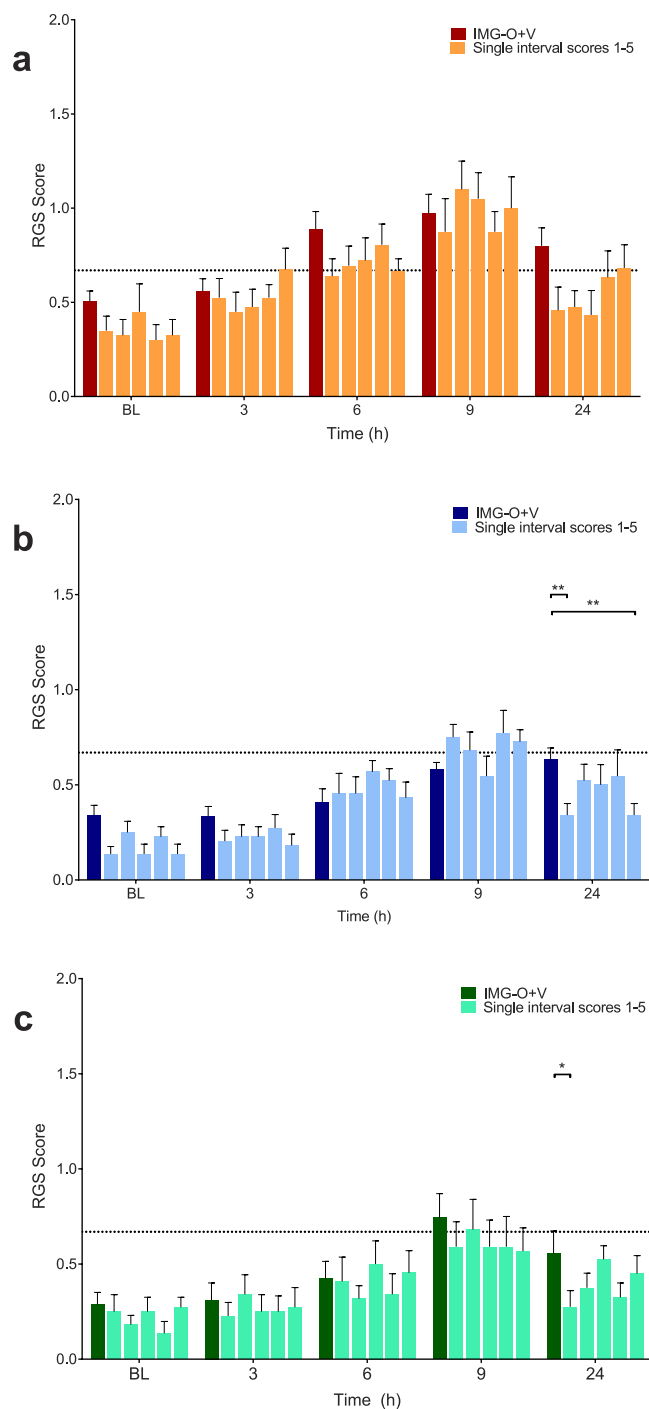 a
IMG-O+V
Single interval scores 1-5
RGS Score
2.0
1.5
1.0
0.5
0.0
BL 3 6 9 24
Time (h)
b
IMG-O+V
Single interval scores 1-5
RGS Score
2.0
1.5
1.0
0.5
0.0
**
**
BL 3 6 9 24
Time (h)
c
IMG-O+V
Single interval scores 1-5
RGS Score
2.0
1.5
1.0
0.5
0.0
*
BL 3 6 9 24
Time (h)